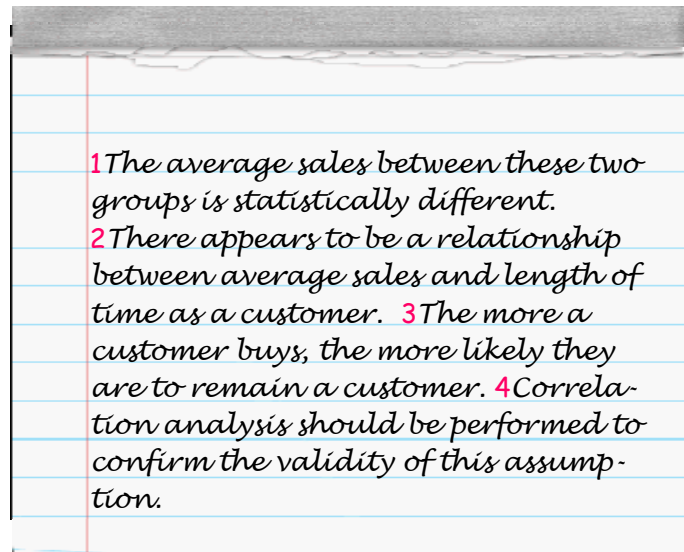 1The average sales between these two
groups is statistically different.
2There appears to be a relationship
between average sales and length of
time as a customer. 3The more a
customer buys, the more likely they
are to remain a customer. 4Correla-
tion analysis should be performed to
confirm the validity of this assump-
tion.